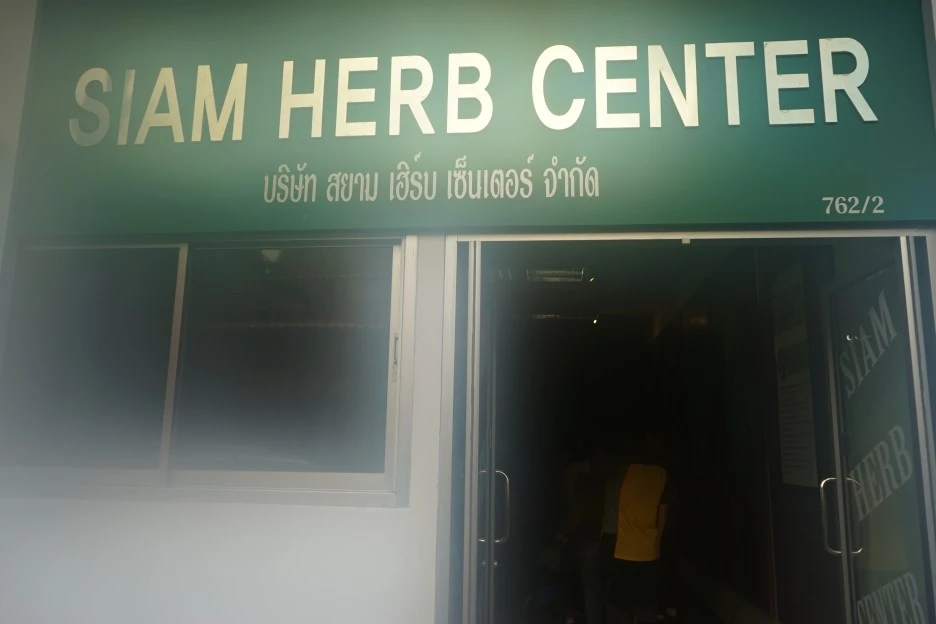 SIAM HERB CENTER
บริษัท สยาม เฮิร์บ เซ็นเตอร์ จำกัด
762/2
SIAM
HERB
CENTER